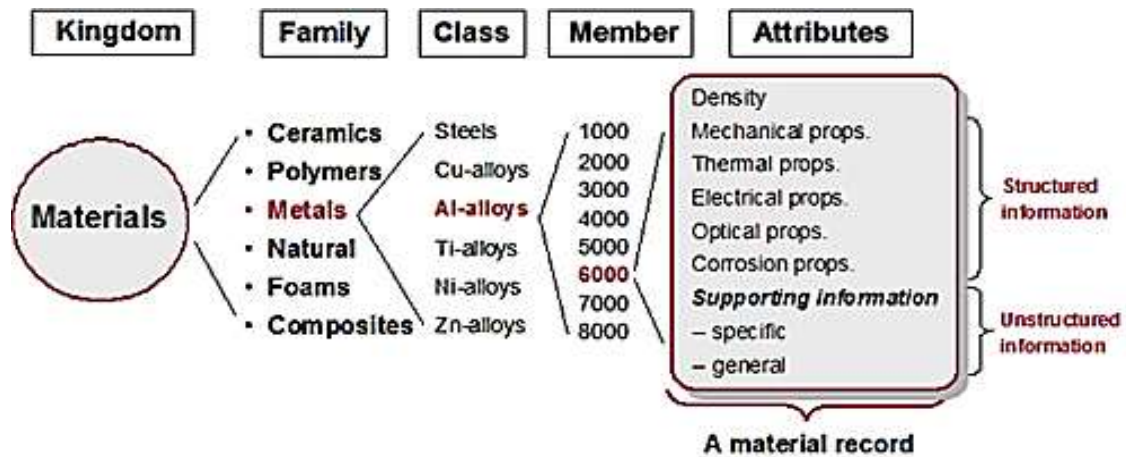 Kingdom
Family
Class
Member
Attributes
Materials
• Ceramics
• Polymers
• Metals
• Natural
• Foams
• Composites
Steels
Cu-alloys
Al-alloys
Ti-alloys
Ni-alloys
Zn-alloys
1000
2000
3000
4000
5000
6000
7000
8000
Density
Mechanical props.
Thermal props.
Electrical props.
Optical props.
Corrosion props.
Supporting information
– specific
– general
Structured
information
Unstructured
information
A material record